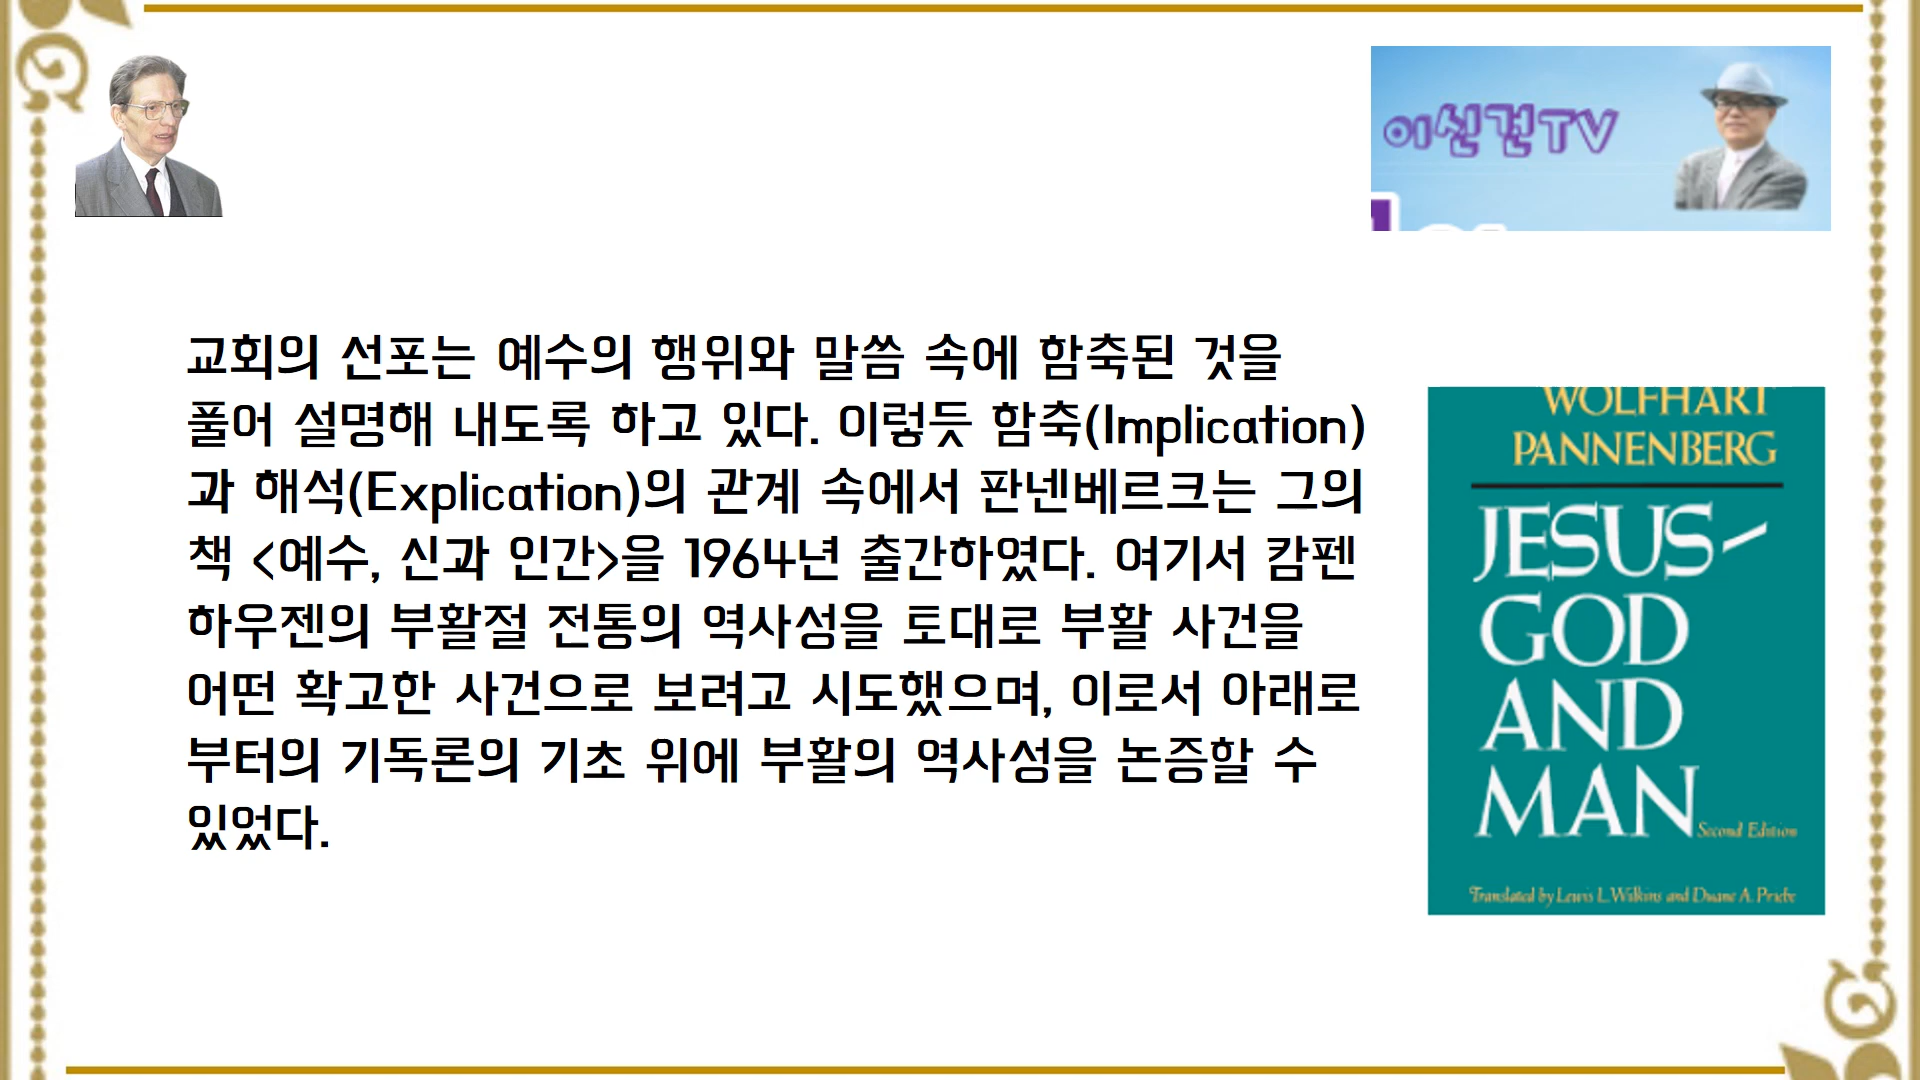 이신건TV
교회의 선포는 예수의 행위와 말씀 속에 함축된 것을
풀어 설명해 내도록 하고 있다. 이렇듯 함축(Implication)
과 해석(Explication)의 관계 속에서 판넨베르크는 그의
책 <예수, 신과 인간>을 1964년 출간하였다. 여기서 캄펜
하우젠의 부활절 전통의 역사성을 토대로 부활 사건을
어떤 확고한 사건으로 보려고 시도했으며, 이로서 아래로
부터의 기독론의 기초 위에 부활의 역사성을 논증할 수
있었다.
WOLFHART
PANNENBERG
JESUS-
GOD
AND
MAN
Second Edition
Translated by Lewis L. Wilkins and Duane A. Priebe